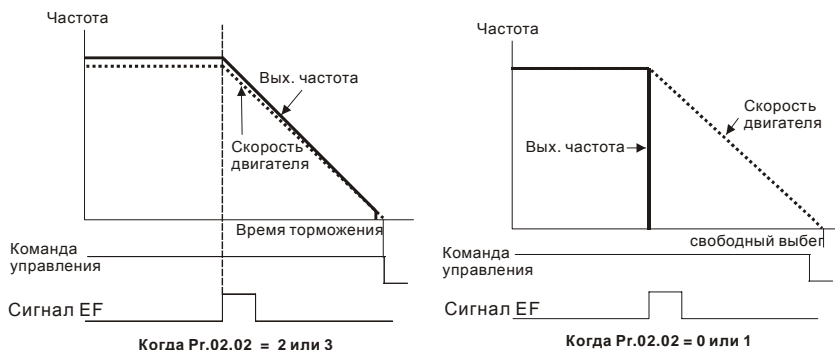 Частота
Вых. частота
Скорость
двигателя
Время торможения
Команда
управления
Сигнал EF
Когда Pr.02.02 = 2 или 3
Частота
Скорость
двигателя
Вых. частота
свободный выбег
Команда
управления
Сигнал EF
Когда Pr.02.02 = 0 или 1